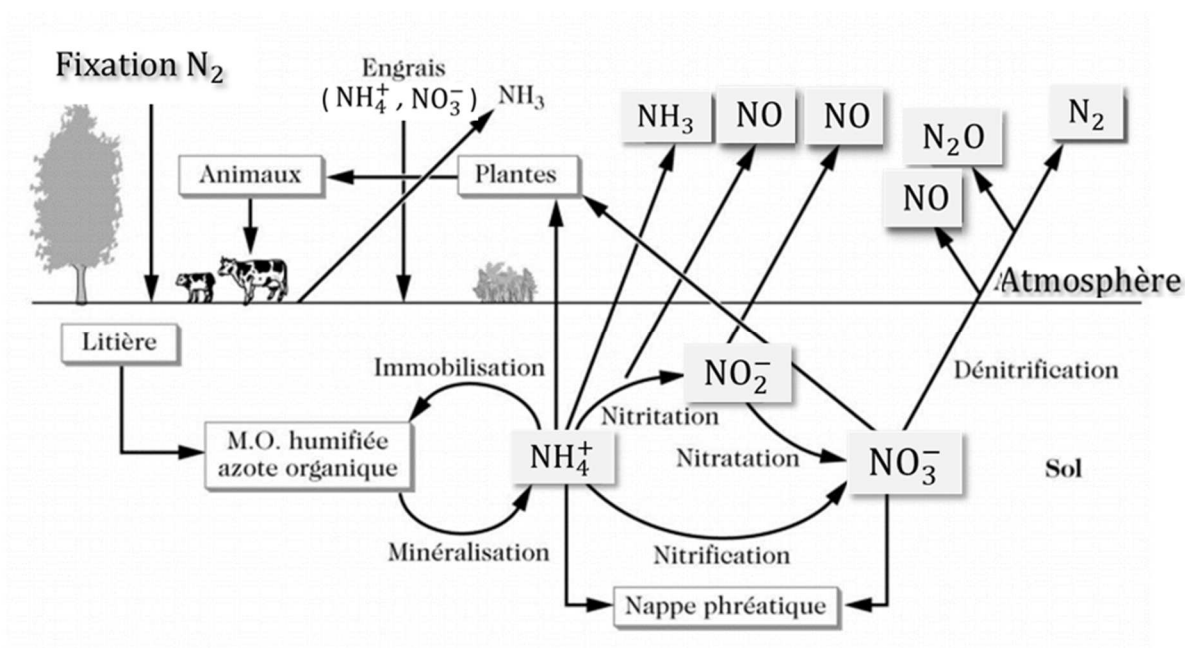 Fixation N₂
Engrais
( NH₄⁺ , NO₃⁻ )
NH₃
NH₃
NO
NO
N₂O
N₂
Animaux
Plantes
NO
Atmosphère
Litière
Immobilisation
NO₂⁻
Dénitrification
Nitritation
M.O. humifiée
azote organique
NH₄⁺
Nitratation
NO₃⁻
Sol
Minéralisation
Nitrification
Nappe phréatique